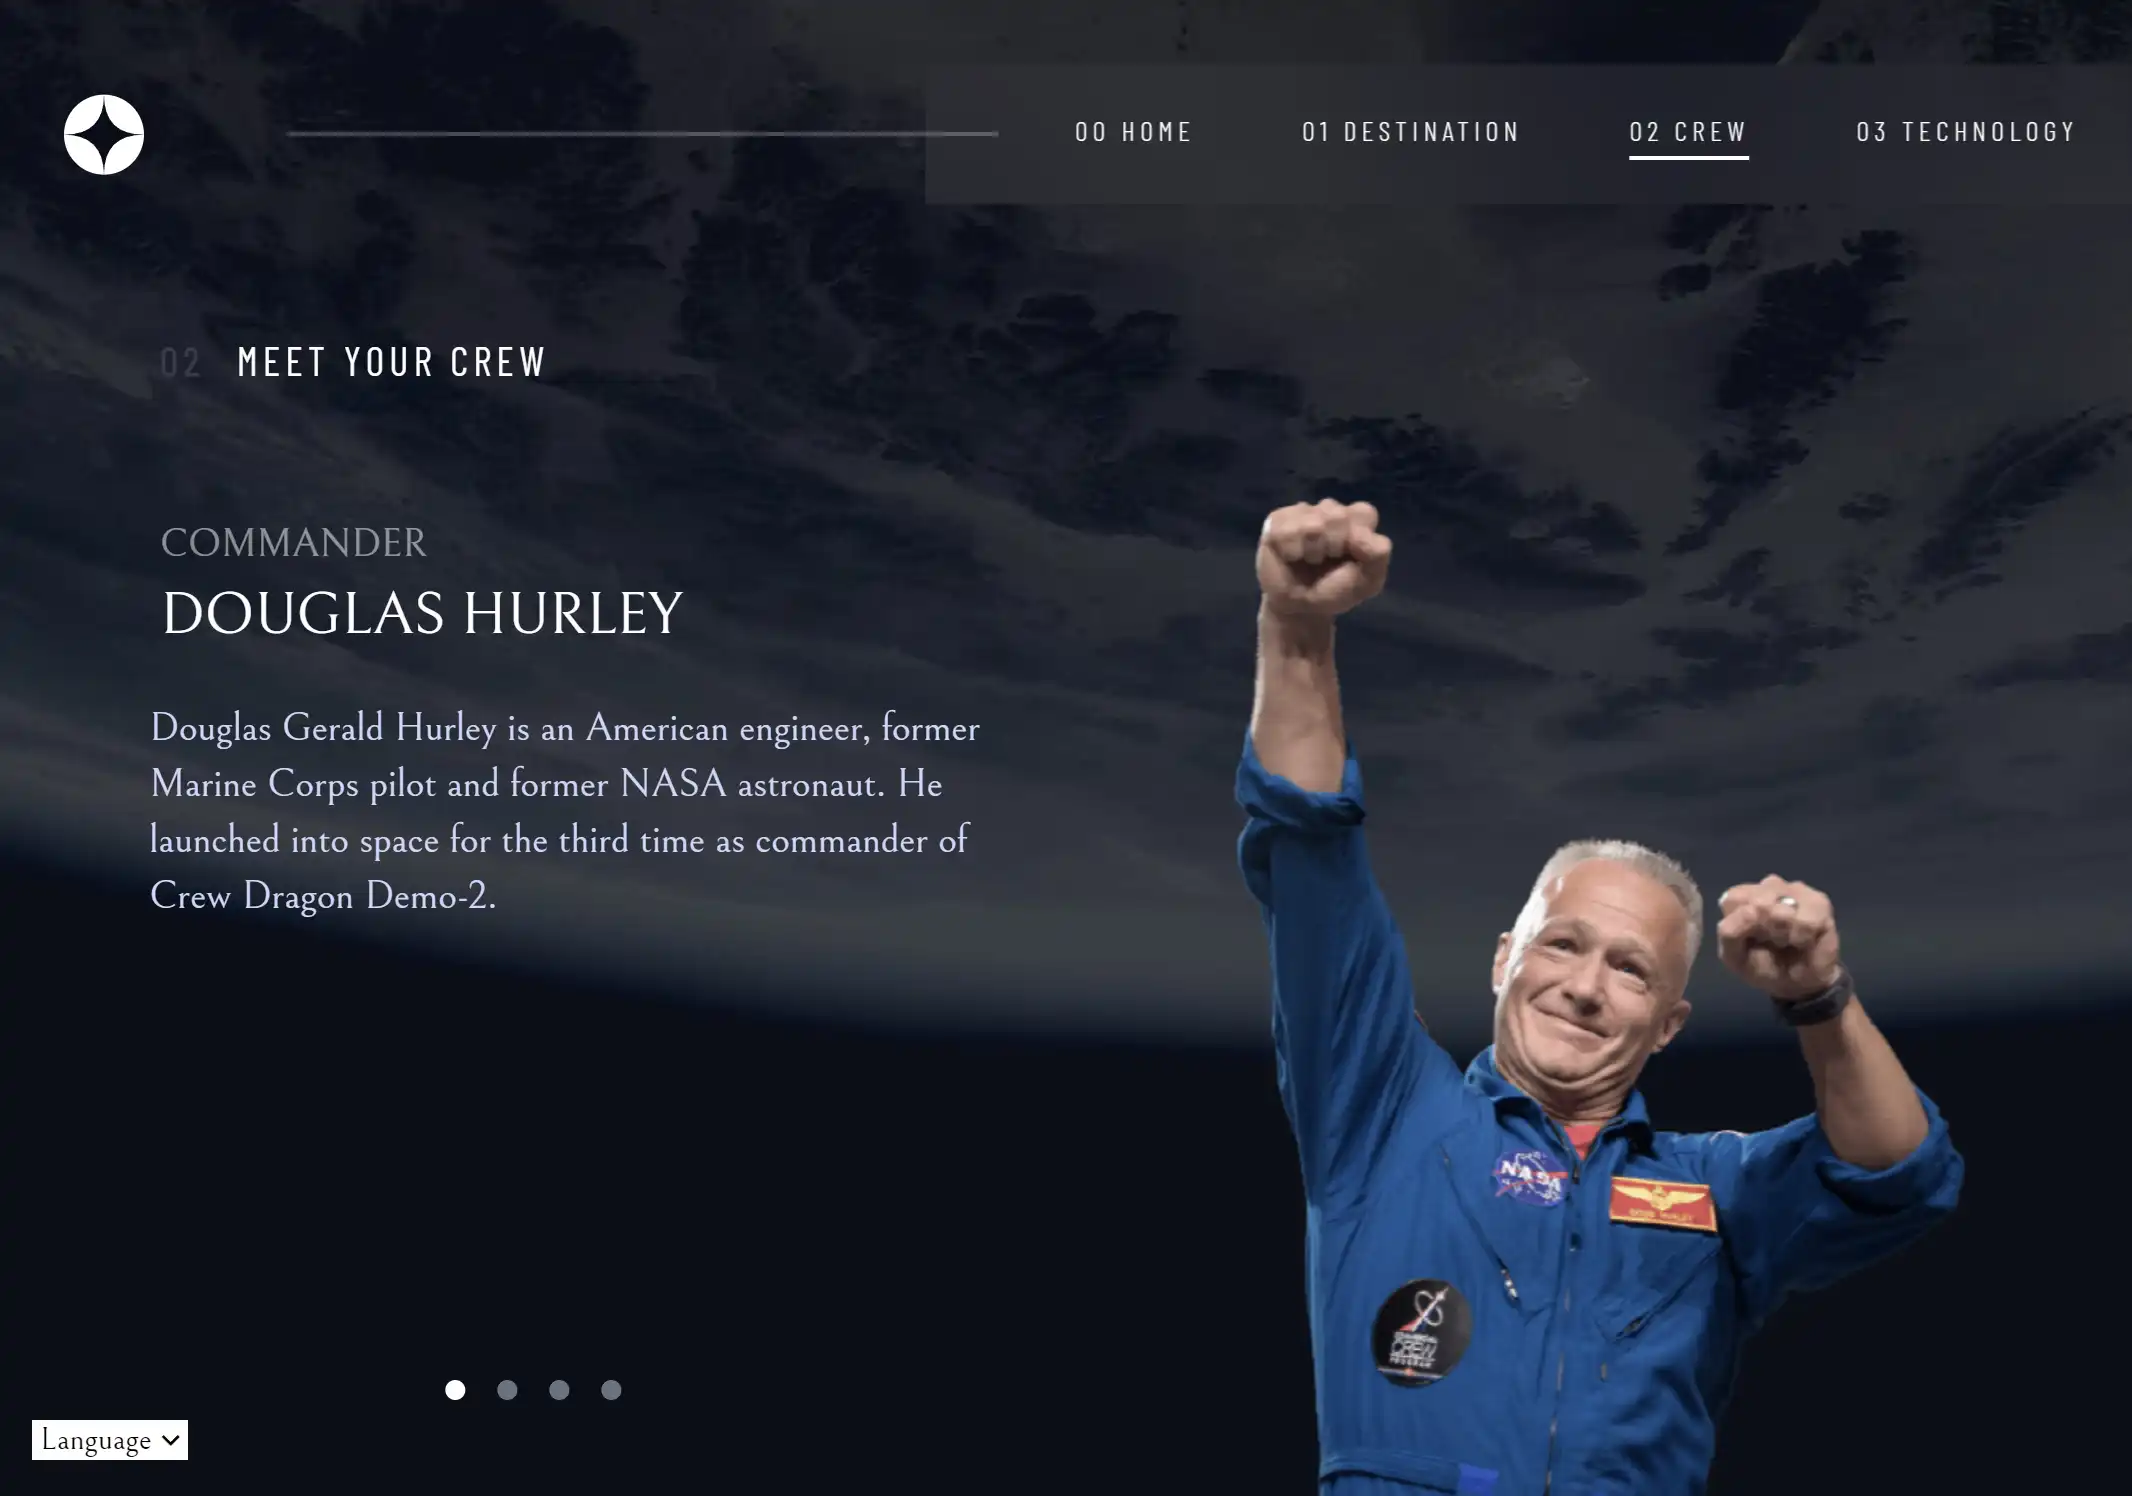 00 HOME
01 DESTINATION
02 CREW
03 TECHNOLOGY
02 MEET YOUR CREW
COMMANDER
DOUGLAS HURLEY
Douglas Gerald Hurley is an American engineer, former
Marine Corps pilot and former NASA astronaut. He
launched into space for the third time as commander of
Crew Dragon Demo-2.
NASA
CREW
PROGRAM
Language